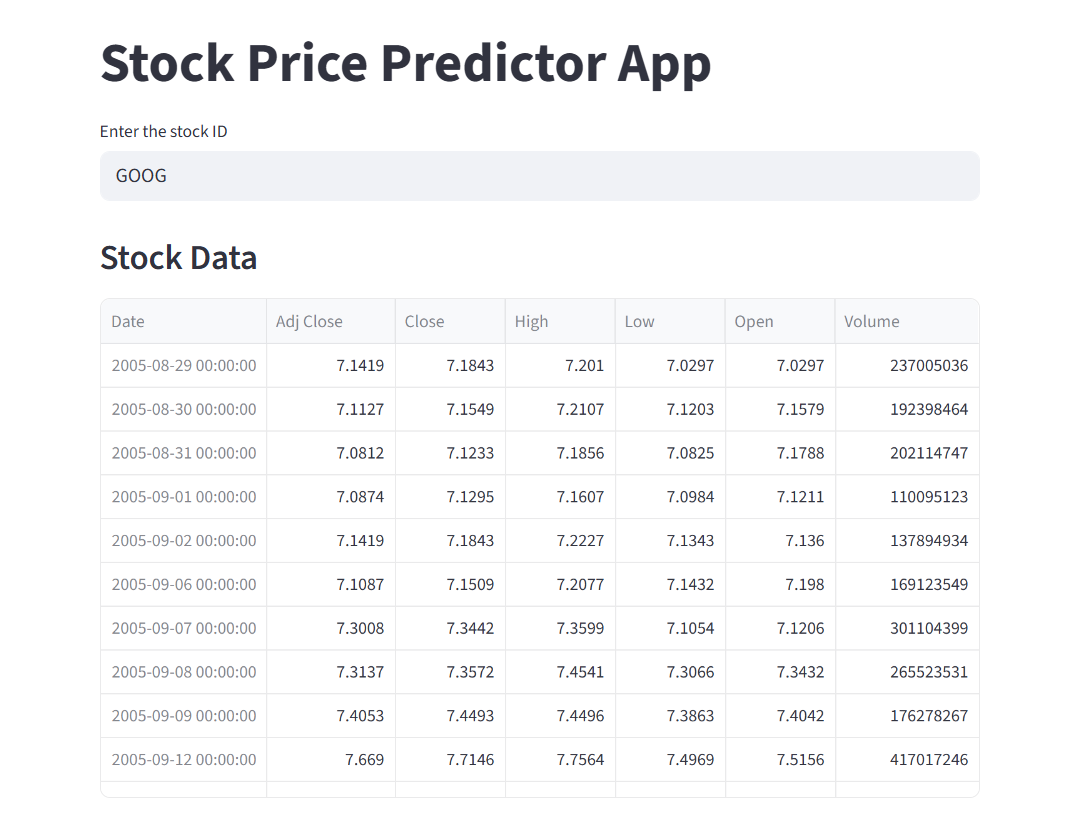 Stock Price Predictor App
Enter the stock ID
GOOG
Stock Data
Date Adj Close Close High Low Open Volume
2005-08-29 00:00:00 7.1419 7.1843 7.201 7.0297 7.0297 237005036
2005-08-30 00:00:00 7.1127 7.1549 7.2107 7.1203 7.1579 192398464
2005-08-31 00:00:00 7.0812 7.1233 7.1856 7.0825 7.1788 202114747
2005-09-01 00:00:00 7.0874 7.1295 7.1607 7.0984 7.1211 110095123
2005-09-02 00:00:00 7.1419 7.1843 7.2227 7.1343 7.136 137894934
2005-09-06 00:00:00 7.1087 7.1509 7.2077 7.1432 7.198 169123549
2005-09-07 00:00:00 7.3008 7.3442 7.3599 7.1054 7.1206 301104399
2005-09-08 00:00:00 7.3137 7.3572 7.4541 7.3066 7.3432 265523531
2005-09-09 00:00:00 7.4053 7.4493 7.4496 7.3863 7.4042 176278267
2005-09-12 00:00:00 7.669 7.7146 7.7564 7.4969 7.5156 417017246